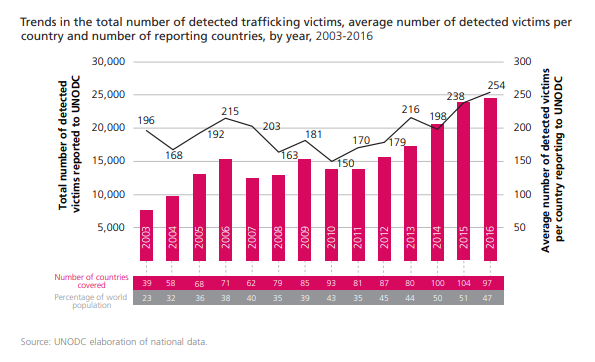 Trends in the total number of detected trafficking victims, average number of detected victims per
country and number of reporting countries, by year, 2003-2016
Total number of detected
victims reported to UNODC
30,000
25,000
20,000
15,000
10,000
5,000
300
250
200
150
100
50
Average number of detected victims
per country reporting to UNODC
196
168
192
215
203
163
181
150
170
179
216
198
238
254
2003 2004 2005 2006 2007 2008 2009 2010 2011 2012 2013 2014 2015 2016
Number of countries
covered
39 58 68 71 62 79 85 93 81 87 80 100 104 97
Percentage of world
population
23 32 36 38 40 35 39 43 35 45 44 50 51 47
Source: UNODC elaboration of national data.